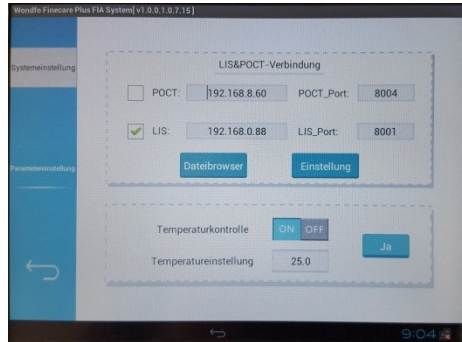 Wondfo Finecare Plus FIA System[v1.0.0.1.0.7.15]
Systemeinstellung
LIS&POCT-Verbindung
POCT: 192.168.8.60 POCT_Port: 8004
LIS: 192.168.0.88 LIS_Port: 8001
Parametereinstellung
Dateibrowser Einstellung
Temperaturkontrolle ON OFF
Ja
Temperatureinstellung 25.0
9:04